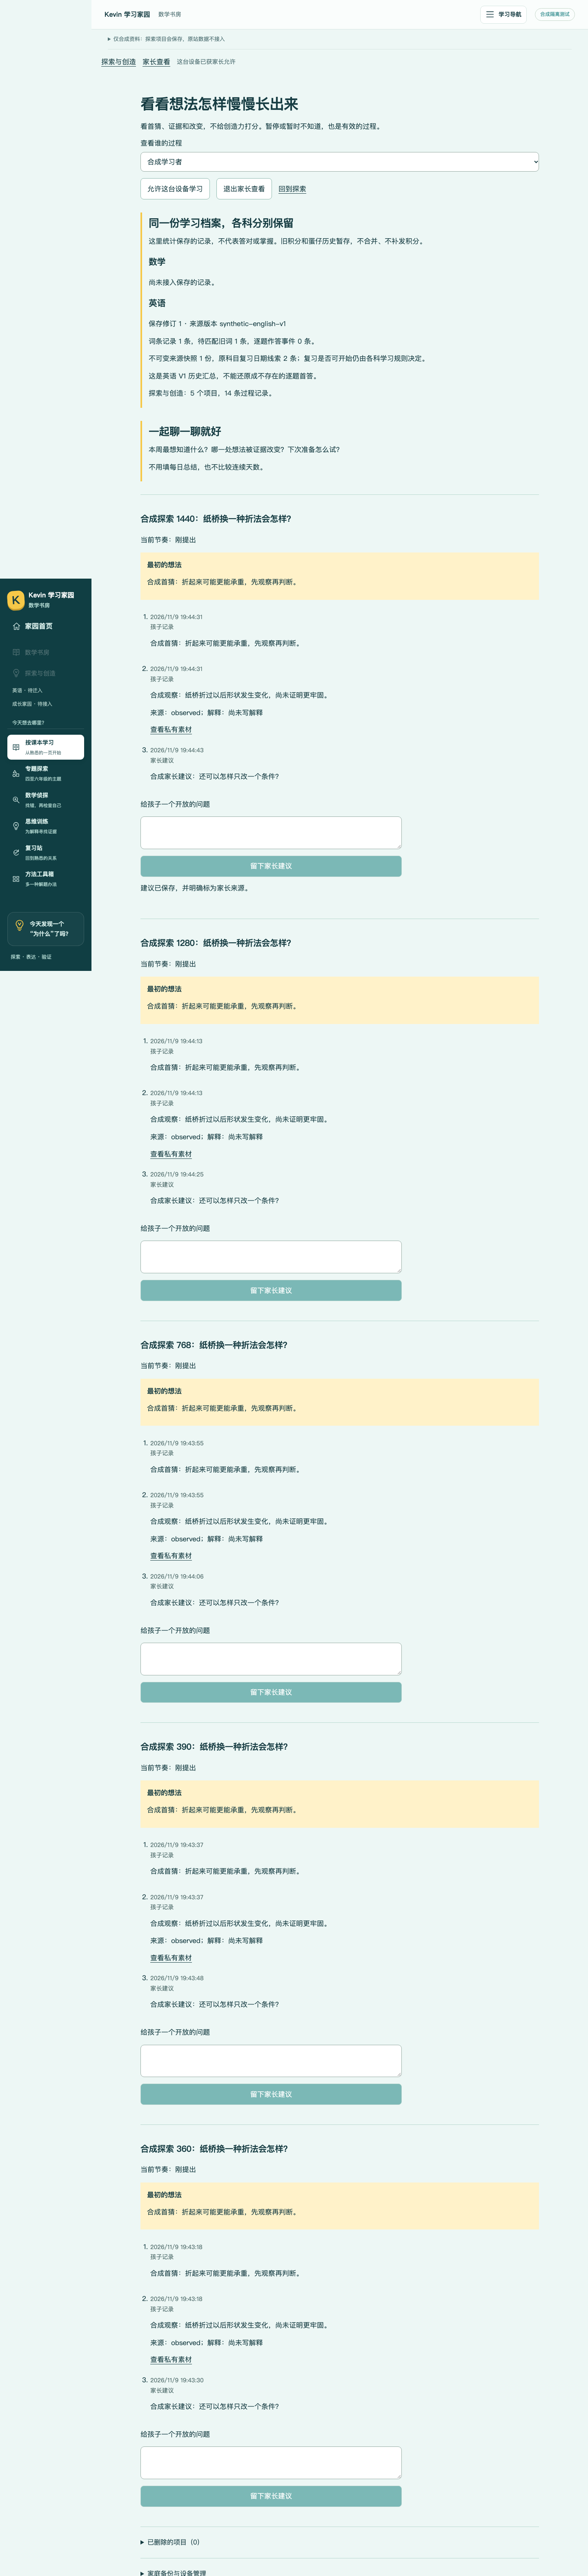 Kevin 学习家园
数学书房
学习导航
合成隔离测试
▸ 仅合成资料：探索项目会保存，原站数据不接入
探索与创造
家长查看
这台设备已获家长允许
看看想法怎样慢慢长出来
看首猜、证据和改变，不给创造力打分。暂停或暂时不知道，也是有效的过程。
查看谁的过程
合成学习者
允许这台设备学习
退出家长查看
回到探索
同一份学习档案，各科分别保留
这里统计保存的记录，不代表答对或掌握。旧积分和蛋仔历史暂存，不合并、不补发积分。
数学
尚未接入保存的记录。
英语
保存修订 1 · 来源版本 synthetic-english-v1
词条记录 1 条，待匹配旧词 1 条，逐题作答事件 0 条。
不可变来源快照 1 份，原科目复习日期线索 2 条；复习是否可开始仍由各科学习规则决定。
这是英语 V1 历史汇总，不能还原成不存在的逐题首答。
探索与创造：5 个项目，14 条过程记录。
一起聊一聊就好
本周最想知道什么？哪一处想法被证据改变？下次准备怎么试？
不用填每日总结，也不比较连续天数。
合成探索 1440：纸桥换一种折法会怎样？
当前节奏：刚提出
最初的想法
合成首猜：折起来可能更能承重，先观察再判断。
1. 2026/11/9 19:44:31
孩子记录
合成首猜：折起来可能更能承重，先观察再判断。
2. 2026/11/9 19:44:31
孩子记录
合成观察：纸桥折过以后形状发生变化，尚未证明更牢固。
来源：observed；解释：尚未写解释
查看私有素材
3. 2026/11/9 19:44:43
家长建议
合成家长建议：还可以怎样只改一个条件？
给孩子一个开放的问题
留下家长建议
建议已保存，并明确标为家长来源。
K
Kevin 学习家园
数学书房
家园首页
数学书房
探索与创造
英语 · 待迁入
成长家园 · 待接入
今天想去哪里？
按课本学习
从熟悉的一页开始
专题探索
四至六年级的主题
数学侦探
找错、再检查自己
思维训练
为解释寻找证据
复习站
回到熟悉的关系
方法工具箱
多一种解题办法
今天发现一个
“为什么”了吗？
探索 · 表达 · 验证
合成探索 1280：纸桥换一种折法会怎样？
当前节奏：刚提出
最初的想法
合成首猜：折起来可能更能承重，先观察再判断。
1. 2026/11/9 19:44:13
孩子记录
合成首猜：折起来可能更能承重，先观察再判断。
2. 2026/11/9 19:44:13
孩子记录
合成观察：纸桥折过以后形状发生变化，尚未证明更牢固。
来源：observed；解释：尚未写解释
查看私有素材
3. 2026/11/9 19:44:25
家长建议
合成家长建议：还可以怎样只改一个条件？
给孩子一个开放的问题
留下家长建议
合成探索 768：纸桥换一种折法会怎样？
当前节奏：刚提出
最初的想法
合成首猜：折起来可能更能承重，先观察再判断。
1. 2026/11/9 19:43:55
孩子记录
合成首猜：折起来可能更能承重，先观察再判断。
2. 2026/11/9 19:43:55
孩子记录
合成观察：纸桥折过以后形状发生变化，尚未证明更牢固。
来源：observed；解释：尚未写解释
查看私有素材
3. 2026/11/9 19:44:06
家长建议
合成家长建议：还可以怎样只改一个条件？
给孩子一个开放的问题
留下家长建议
合成探索 390：纸桥换一种折法会怎样？
当前节奏：刚提出
最初的想法
合成首猜：折起来可能更能承重，先观察再判断。
1. 2026/11/9 19:43:37
孩子记录
合成首猜：折起来可能更能承重，先观察再判断。
2. 2026/11/9 19:43:37
孩子记录
合成观察：纸桥折过以后形状发生变化，尚未证明更牢固。
来源：observed；解释：尚未写解释
查看私有素材
3. 2026/11/9 19:43:48
家长建议
合成家长建议：还可以怎样只改一个条件？
给孩子一个开放的问题
留下家长建议
合成探索 360：纸桥换一种折法会怎样？
当前节奏：刚提出
最初的想法
合成首猜：折起来可能更能承重，先观察再判断。
1. 2026/11/9 19:43:18
孩子记录
合成首猜：折起来可能更能承重，先观察再判断。
2. 2026/11/9 19:43:18
孩子记录
合成观察：纸桥折过以后形状发生变化，尚未证明更牢固。
来源：observed；解释：尚未写解释
查看私有素材
3. 2026/11/9 19:43:30
家长建议
合成家长建议：还可以怎样只改一个条件？
给孩子一个开放的问题
留下家长建议
▸ 已删除的项目（0）
▸ 家庭备份与设备管理